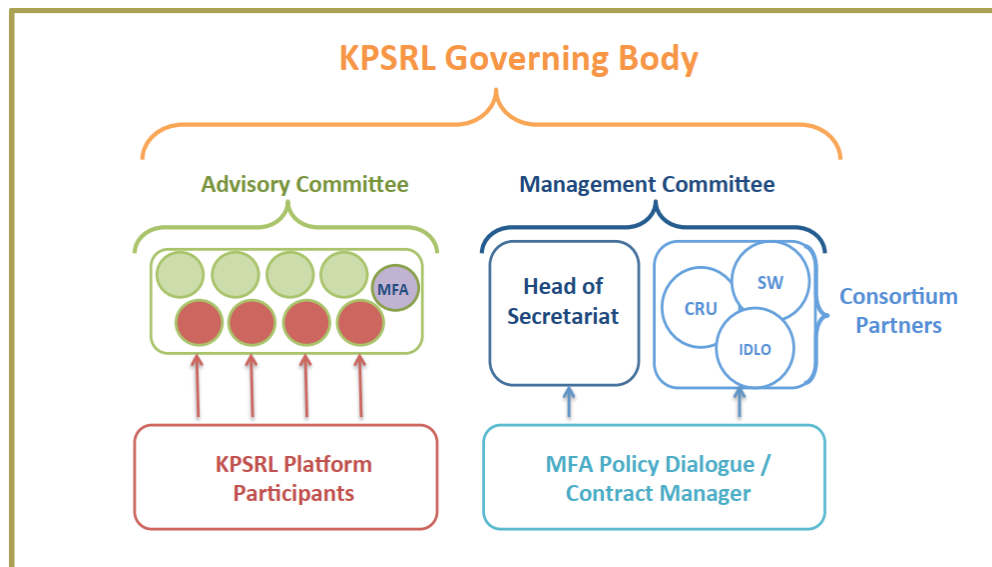 KPSRL Governing Body
Advisory Committee
Management Committee
MFA
Head of
Secretariat
CRU
SW
IDLO
Consortium
Partners
KPSRL Platform
Participants
MFA Policy Dialogue /
Contract Manager